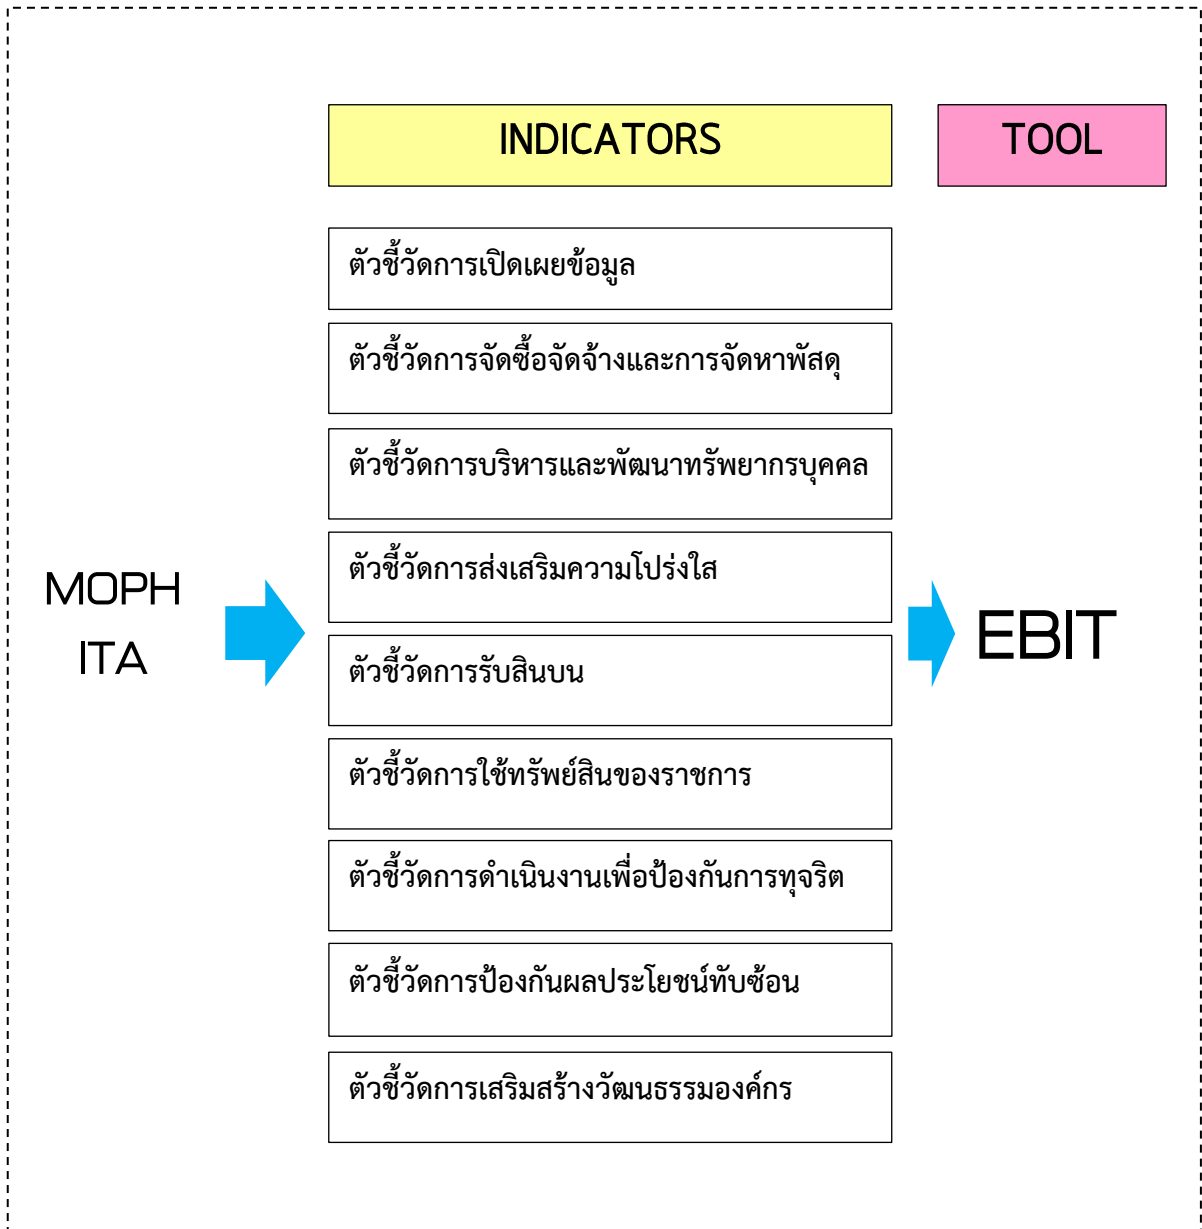 INDICATORS
TOOL
ตัวชี้วัดการเปิดเผยข้อมูล
ตัวชี้วัดการจัดซื้อจัดจ้างและการจัดหาพัสดุ
ตัวชี้วัดการบริหารและพัฒนาทรัพยากรบุคคล
ตัวชี้วัดการส่งเสริมความโปร่งใส
MOPH
ITA
EBIT
ตัวชี้วัดการรับสินบน
ตัวชี้วัดการใช้ทรัพย์สินของราชการ
ตัวชี้วัดการดำเนินงานเพื่อป้องกันการทุจริต
ตัวชี้วัดการป้องกันผลประโยชน์ทับซ้อน
ตัวชี้วัดการเสริมสร้างวัฒนธรรมองค์กร